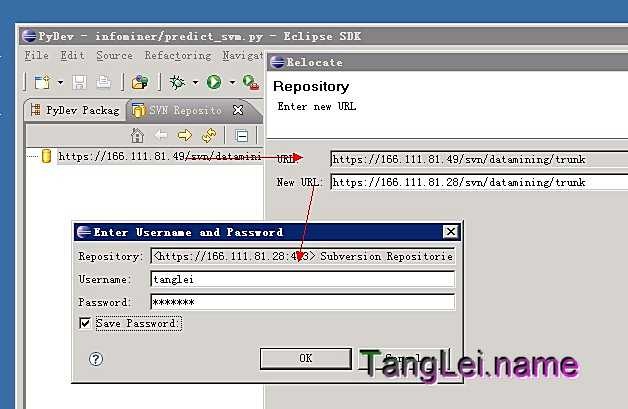 PyDev - infominer/predict_svm.py - Eclipse SDK
File Edit Source Refactoring Navigat
Relocate
Repository
Enter new URL
PyDev Packag
SVN Reposito
https://166.111.81.49/svn/datamini
URL:
https://166.111.81.49/svn/datamining/trunk
New URL:
https://166.111.81.28/svn/datamining/trunk
Enter Username and Password
Repository: <https://166.111.81.28:443> Subversion Repositorie
Username: tanglei
Password: *******
Save Password:
OK
Cancel
TangLei.name